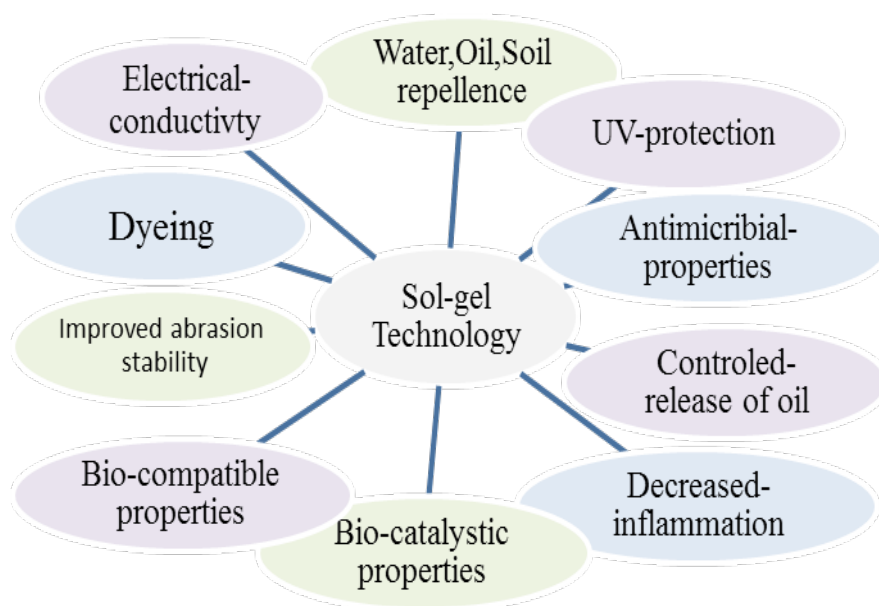 Water,Oil,Soil
repellence
Electrical-
conductivty
UV-protection
Dyeing
Antimicribial-
properties
Sol-gel
Technology
Improved abrasion
stability
Controled-
release of oil
Bio-compatible
properties
Decreased-
inflammation
Bio-catalystic
properties